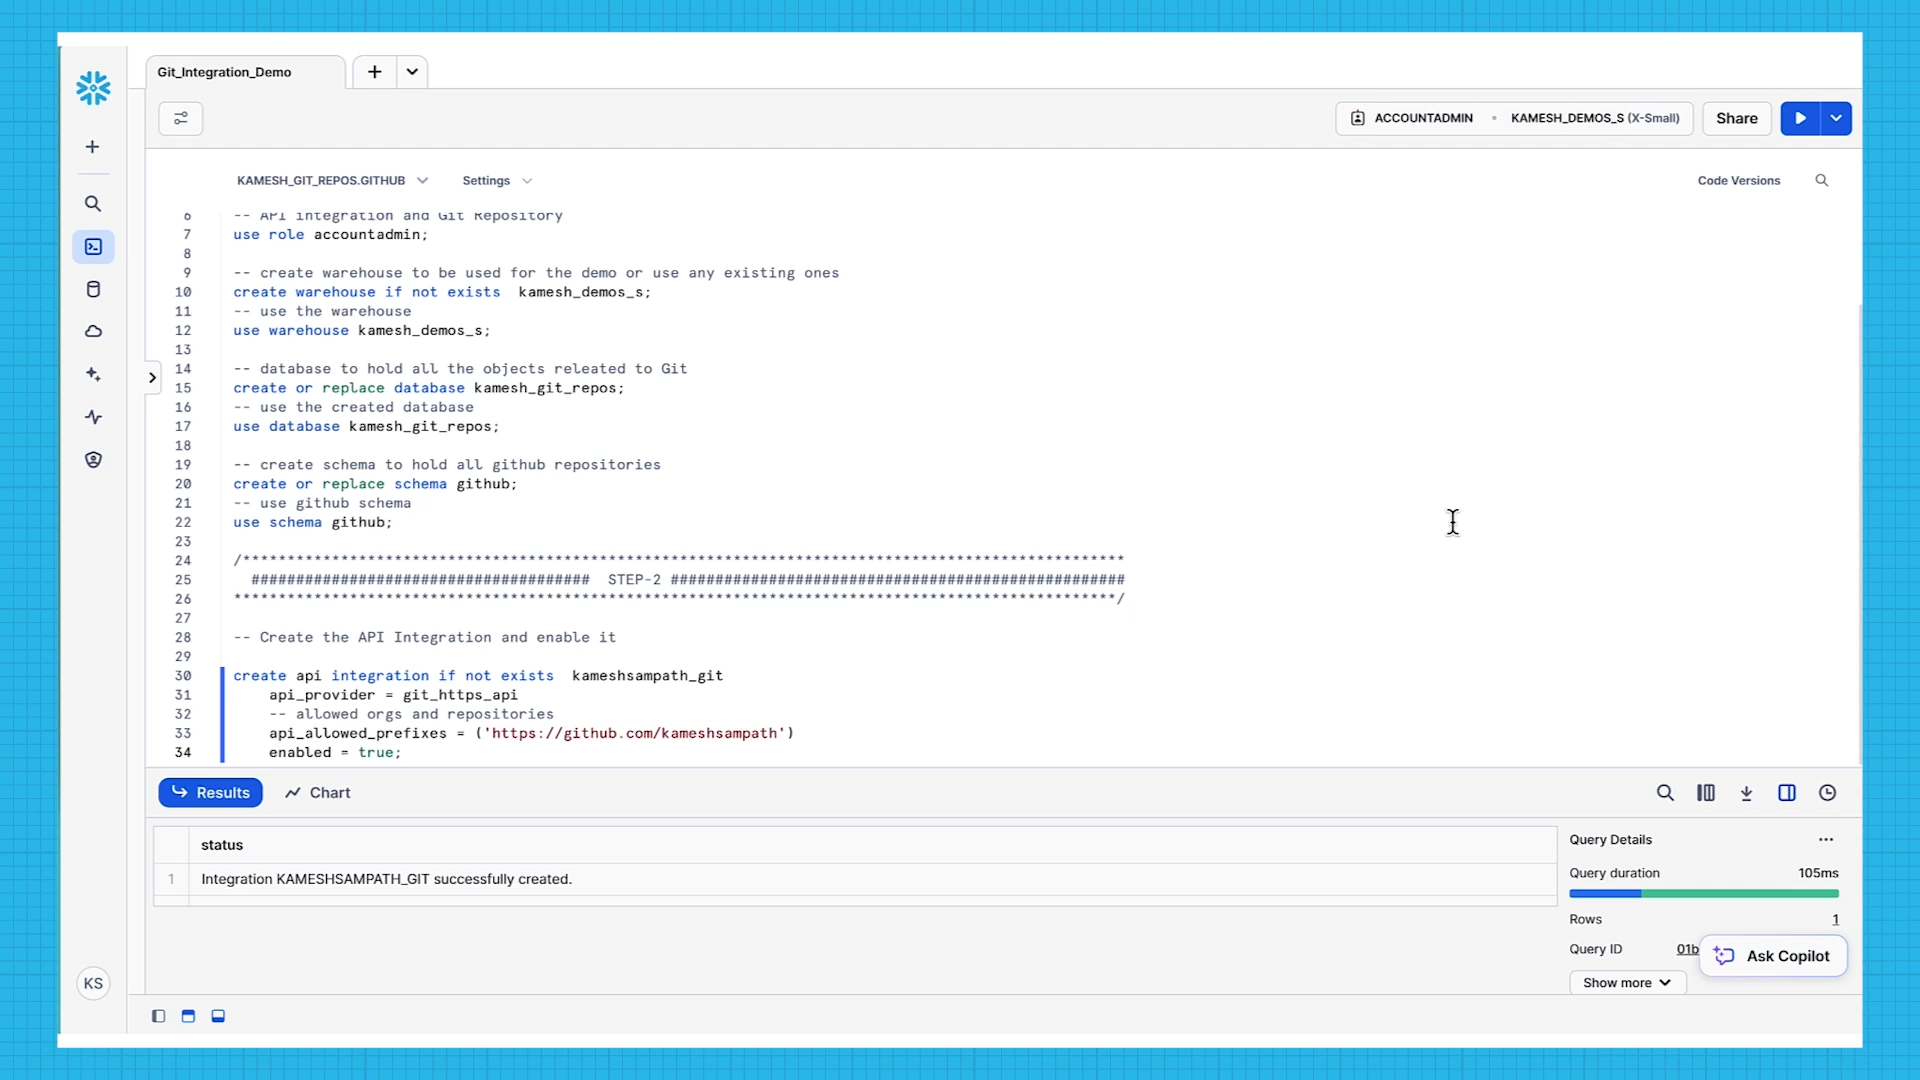 Git_Integration_Demo
ACCOUNTADMIN • KAMESH_DEMOS_S (X-Small)
Share
KAMESH_GIT_REPOS.GITHUB
Settings
Code Versions
6 -- API integration and Git Repository
7 use role accountadmin;
8
9 -- create warehouse to be used for the demo or use any existing ones
10 create warehouse if not exists  kamesh_demos_s;
11 -- use the warehouse
12 use warehouse kamesh_demos_s;
13
14 -- database to hold all the objects releated to Git
15 create or replace database kamesh_git_repos;
16 -- use the created database
17 use database kamesh_git_repos;
18
19 -- create schema to hold all github repositories
20 create or replace schema github;
21 -- use github schema
22 use schema github;
23
24 /***************************************************************************************************
25 ###################################### STEP-2 ###################################################
26 ***************************************************************************************************/
27
28 -- Create the API Integration and enable it
29
30 create api integration if not exists  kameshsampath_git
31 api_provider = git_https_api
32 -- allowed orgs and repositories
33 api_allowed_prefixes = ('https://github.com/kameshsampath')
34 enabled = true;
Results
Chart
status
1 Integration KAMESHSAMPATH_GIT successfully created.
Query Details
Query duration 105ms
Rows 1
Query ID 01b
Ask Copilot
Show more
KS